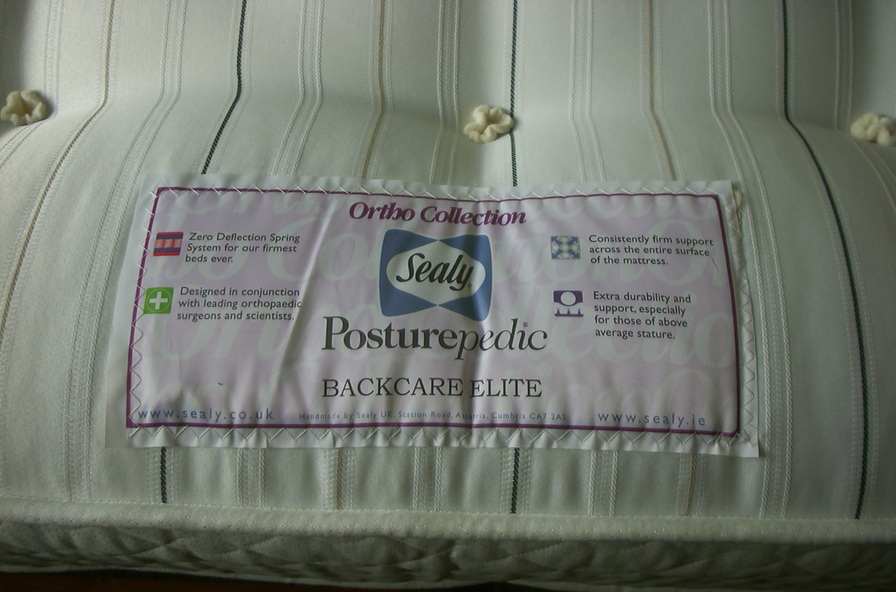 Ortho Collection
Zero Deflection Spring
System for our firmest
beds ever.
Designed in conjunction
with leading orthopaedic
surgeons and scientists.
Sealy
Posturepedic
BACKCARE ELITE
Consistently firm support
across the entire surface
of the mattress.
Extra durability and
support, especially
for those of above
average stature.
www.sealy.co.uk
Handmade by Sealy UK, Station Road, Aspatria, Cumbria CA7 2AS
www.sealy.ie